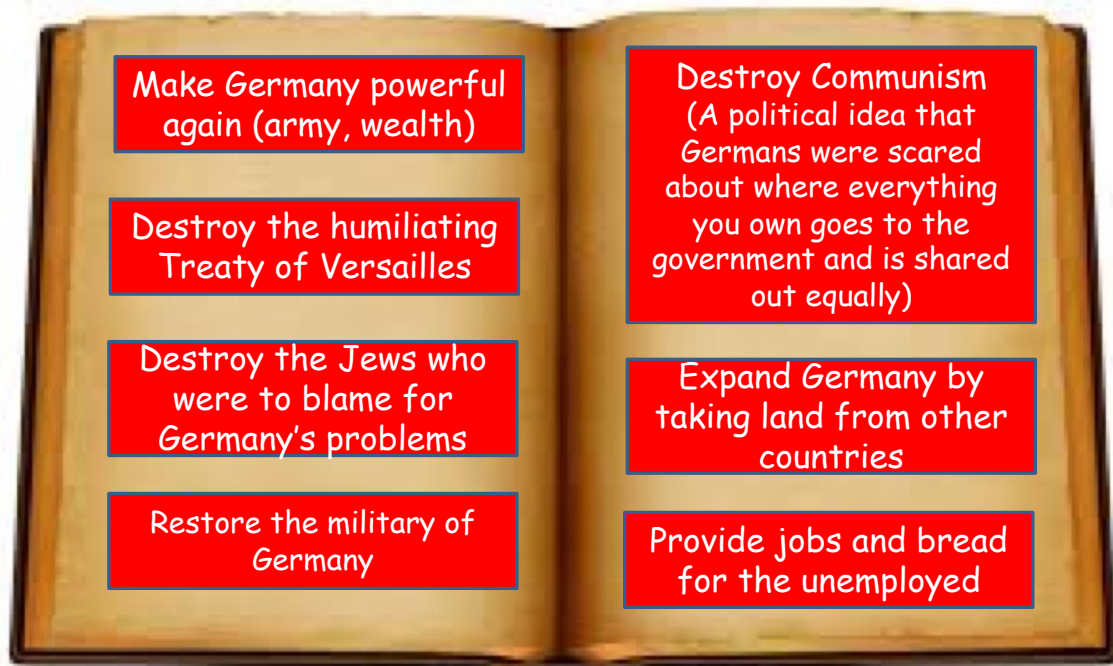 Make Germany powerful
again (army, wealth)
Destroy the humiliating
Treaty of Versailles
Destroy the Jews who
were to blame for
Germany's problems
Restore the military of
Germany
Destroy Communism
(A political idea that
Germans were scared
about where everything
you own goes to the
government and is shared
out equally)
Expand Germany by
taking land from other
countries
Provide jobs and bread
for the unemployed